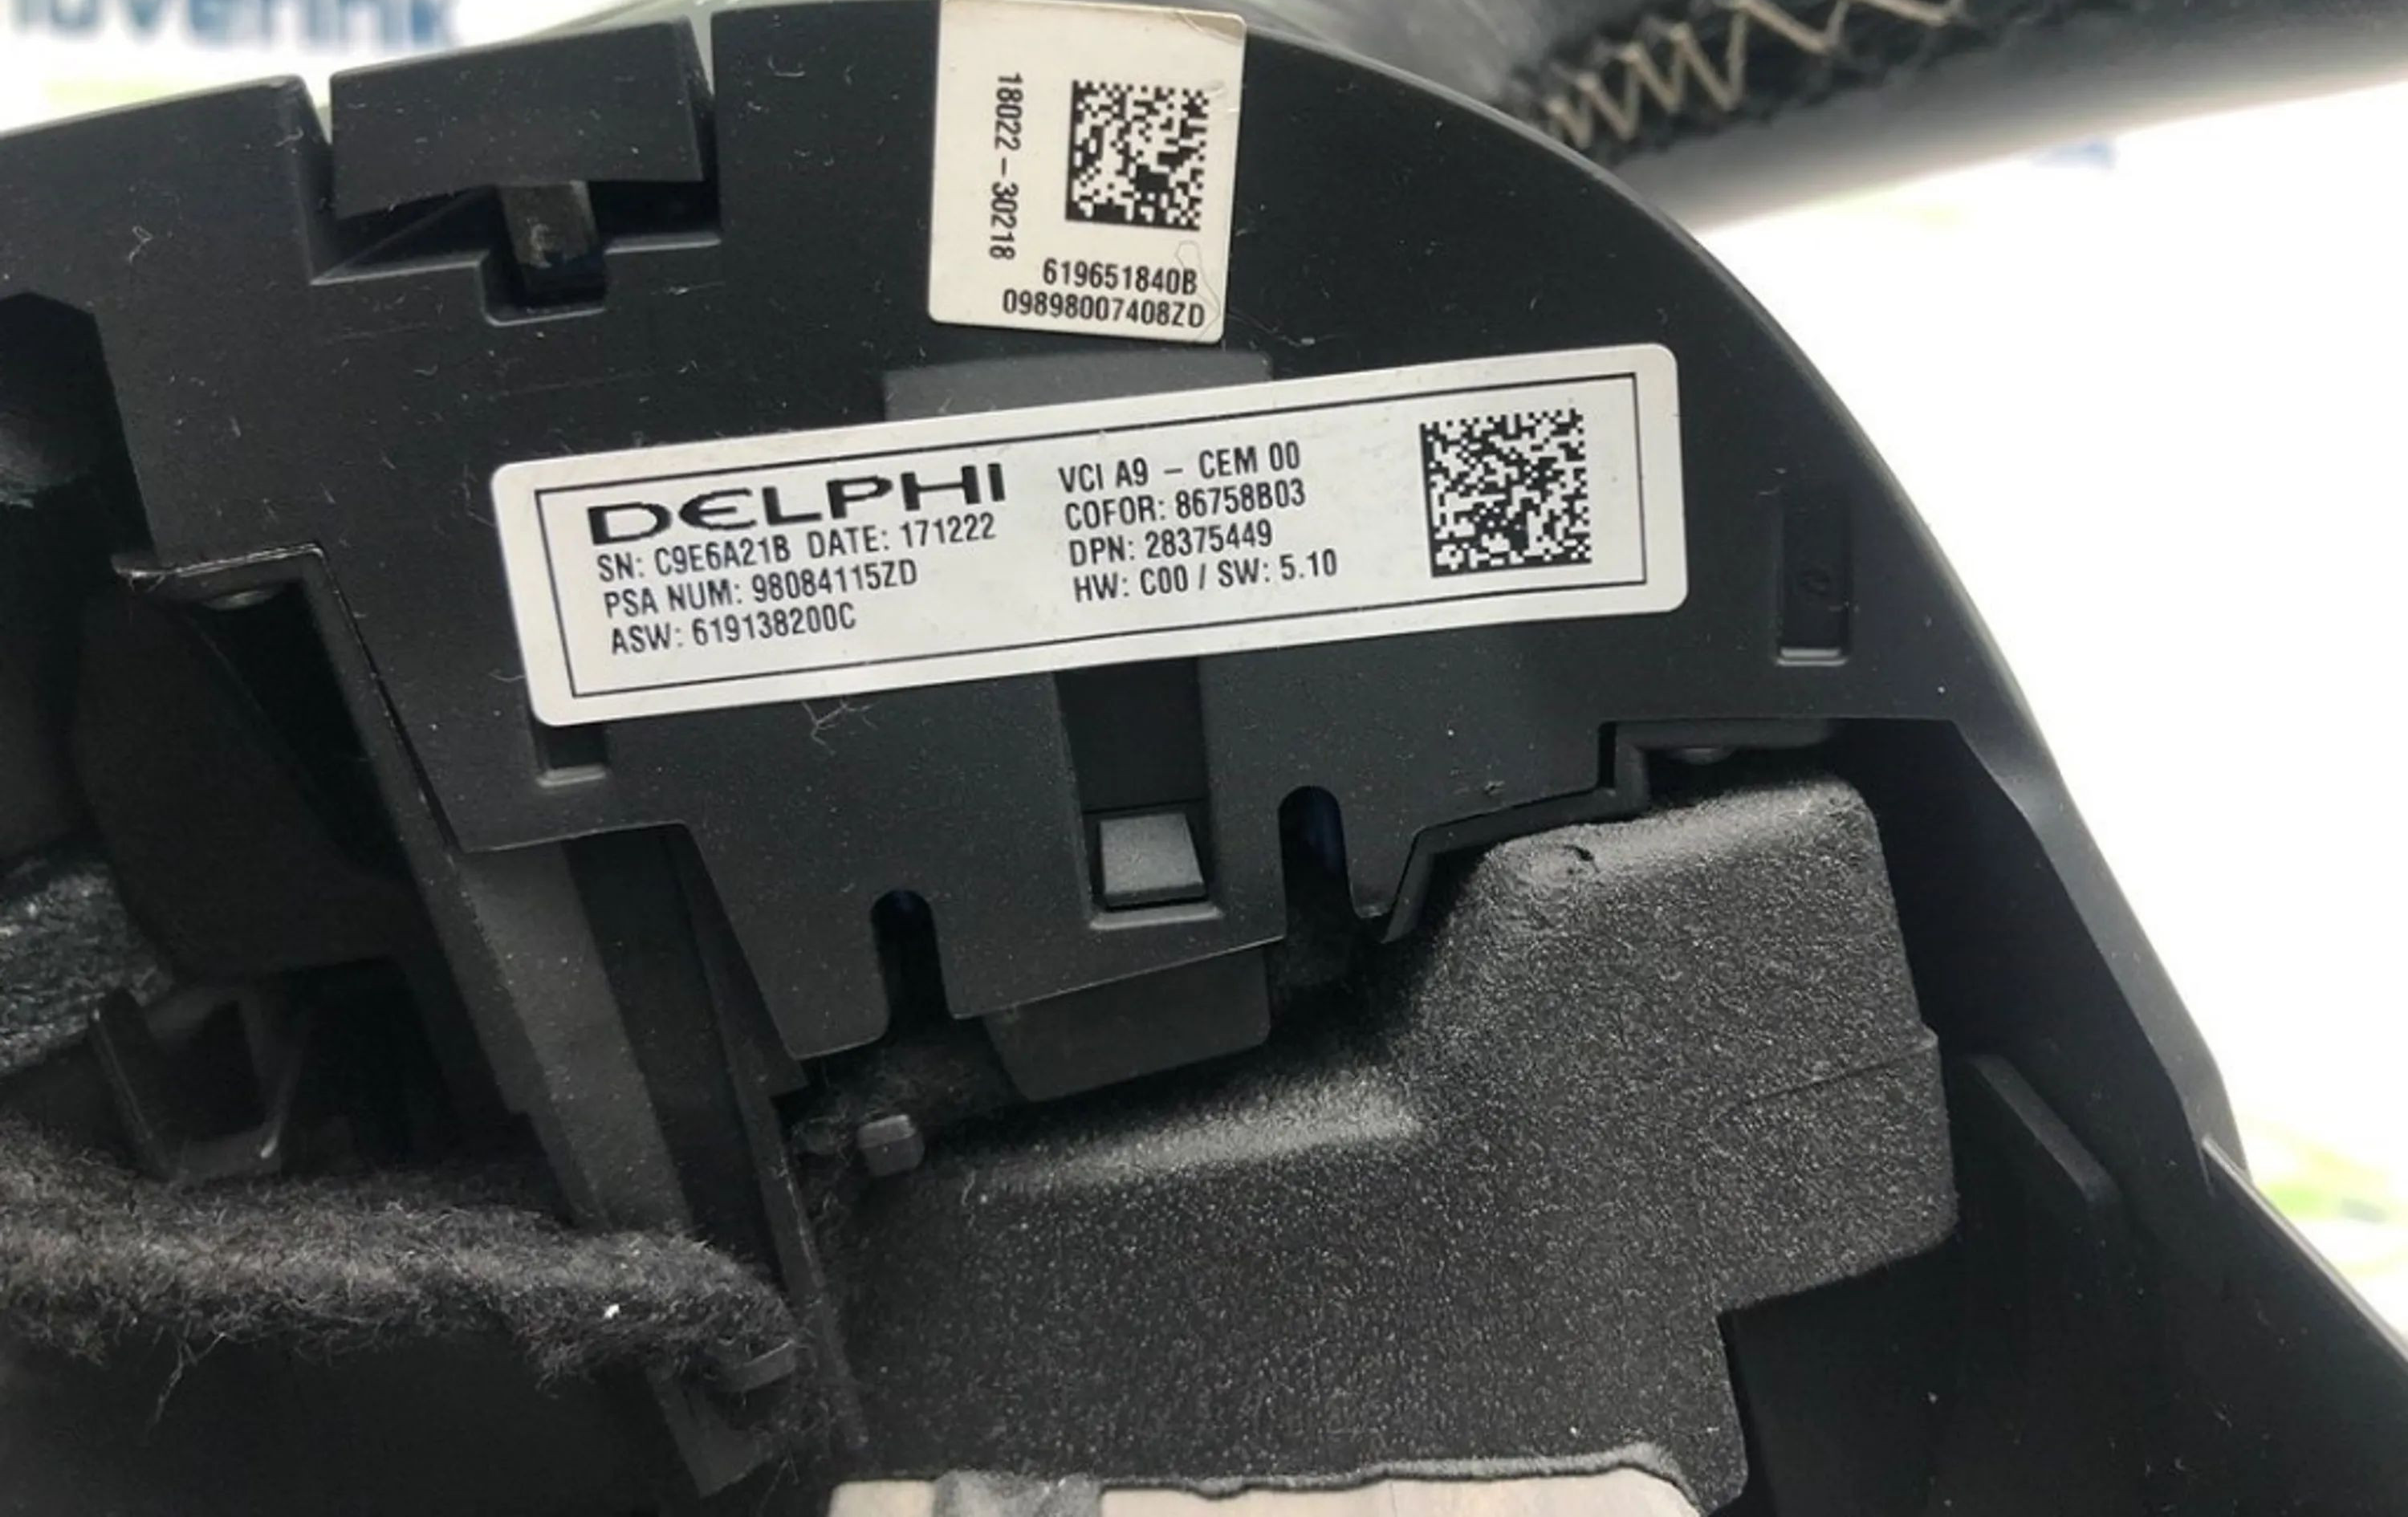 18022-30218
619651840B
09898007408ZD
DELPHI
SN: C9E6A21B DATE: 171222
PSA NUM: 98084115ZD
ASW: 619138200C
VCI A9 - CEM 00
COFOR: 86758B03
DPN: 28375449
HW: C00 / SW: 5.10